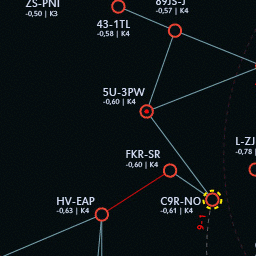 ZS-PNI
-0,50 | K3
89JS-J
-0,57 | K4
43-1TL
-0,58 | K4
5U-3PW
-0,60 | K4
L-ZJ
-0,78 |
FKR-SR
-0,60 | K4
HV-EAP
-0,63 | K4
C9R-NO
-0,61 | K4